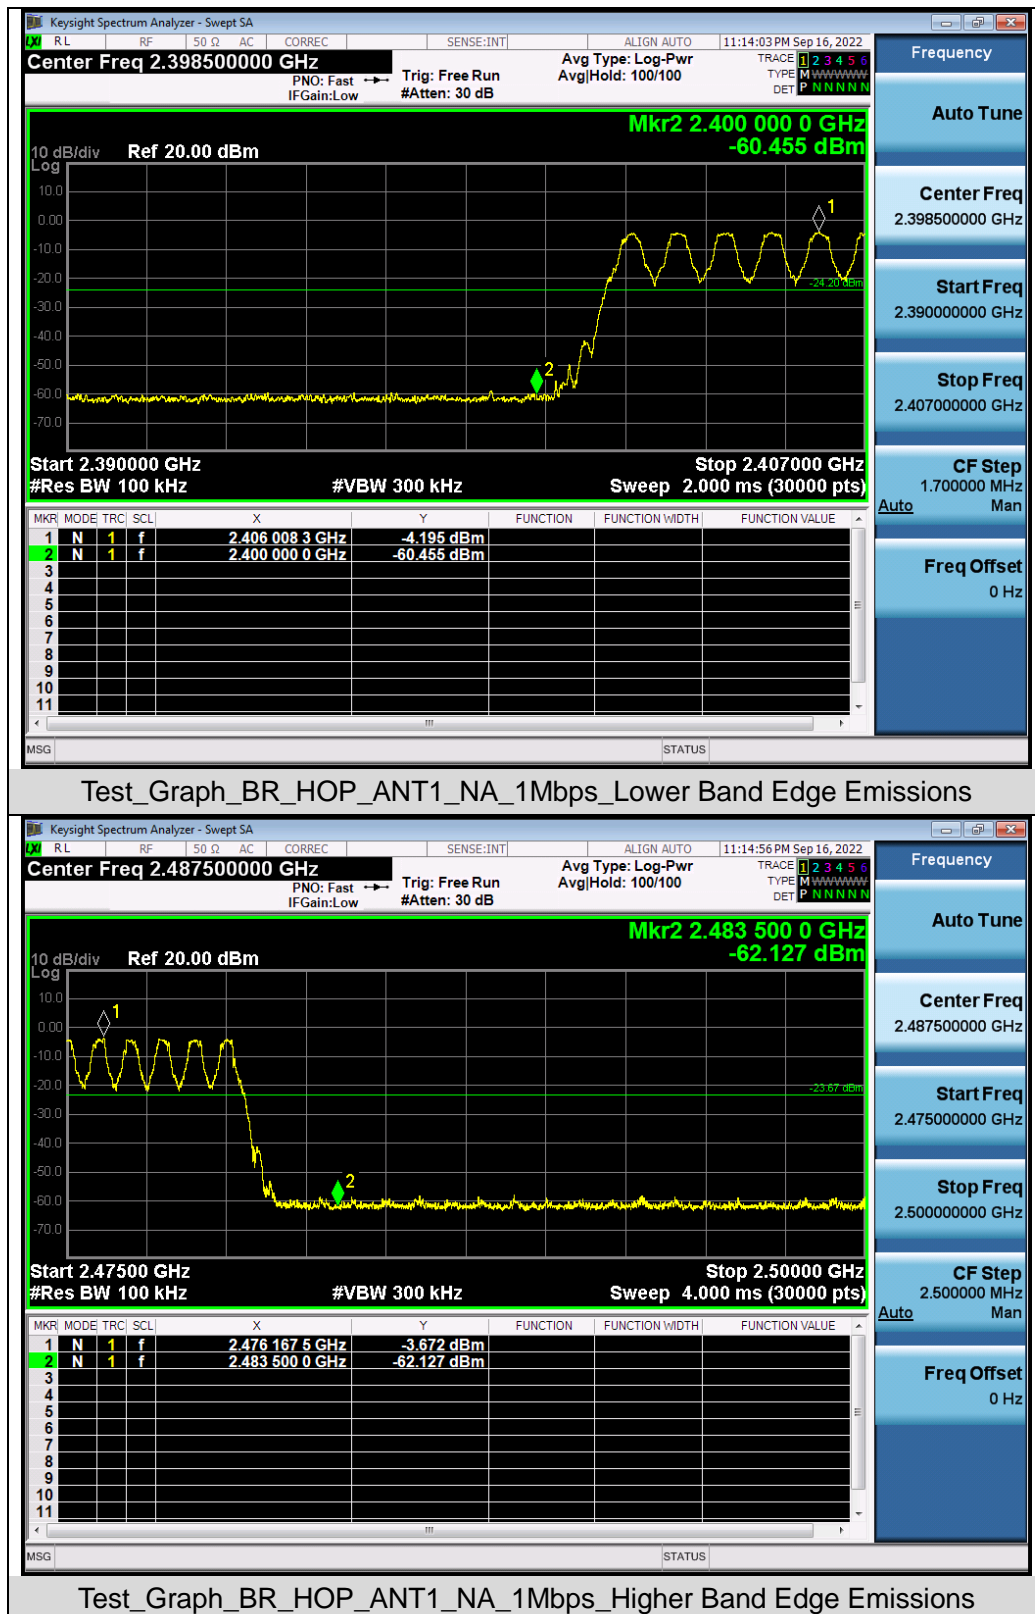 Keysight Spectrum Analyzer - Swept SA
LXI RL RF 50 Ω AC CORREC SENSE:INT ALIGN AUTO 11:14:03 PM Sep 16, 2022
Center Freq 2.398500000 GHz
PNO: Fast
IFGain:Low
Trig: Free Run
#Atten: 30 dB
Avg Type: Log-Pwr
Avg|Hold: 100/100
TRACE 1 2 3 4 5 6
TYPE M WWWWW
DET P N N N N N
Mkr2 2.400 000 0 GHz
-60.455 dBm
10 dB/div Ref 20.00 dBm
Log
10.0
0.00
-10.0
-20.0
-30.0
-40.0
-50.0
-60.0
-70.0
1
-24.20 dBm
2
Start 2.390000 GHz Stop 2.407000 GHz
#Res BW 100 kHz #VBW 300 kHz Sweep 2.000 ms (30000 pts)
MKR MODE TRC SCL X Y FUNCTION FUNCTION WIDTH FUNCTION VALUE
1 N 1 f 2.406 008 3 GHz -4.195 dBm
2 N 1 f 2.400 000 0 GHz -60.455 dBm
3
4
5
6
7
8
9
10
11
MSG STATUS
Frequency
Auto Tune
Center Freq
2.398500000 GHz
Start Freq
2.390000000 GHz
Stop Freq
2.407000000 GHz
CF Step
1.700000 MHz
Auto Man
Freq Offset
0 Hz
Test_Graph_BR_HOP_ANT1_NA_1Mbps_Lower Band Edge Emissions
Keysight Spectrum Analyzer - Swept SA
LXI RL RF 50 Ω AC CORREC SENSE:INT ALIGN AUTO 11:14:56 PM Sep 16, 2022
Center Freq 2.487500000 GHz
PNO: Fast
IFGain:Low
Trig: Free Run
#Atten: 30 dB
Avg Type: Log-Pwr
Avg|Hold: 100/100
TRACE 1 2 3 4 5 6
TYPE M WWWWW
DET P N N N N N
Mkr2 2.483 500 0 GHz
-62.127 dBm
10 dB/div Ref 20.00 dBm
Log
10.0
0.00
-10.0
-20.0
-30.0
-40.0
-50.0
-60.0
-70.0
1
-23.67 dBm
2
Start 2.47500 GHz Stop 2.50000 GHz
#Res BW 100 kHz #VBW 300 kHz Sweep 4.000 ms (30000 pts)
MKR MODE TRC SCL X Y FUNCTION FUNCTION WIDTH FUNCTION VALUE
1 N 1 f 2.476 167 5 GHz -3.672 dBm
2 N 1 f 2.483 500 0 GHz -62.127 dBm
3
4
5
6
7
8
9
10
11
MSG STATUS
Frequency
Auto Tune
Center Freq
2.487500000 GHz
Start Freq
2.475000000 GHz
Stop Freq
2.500000000 GHz
CF Step
2.500000 MHz
Auto Man
Freq Offset
0 Hz
Test_Graph_BR_HOP_ANT1_NA_1Mbps_Higher Band Edge Emissions